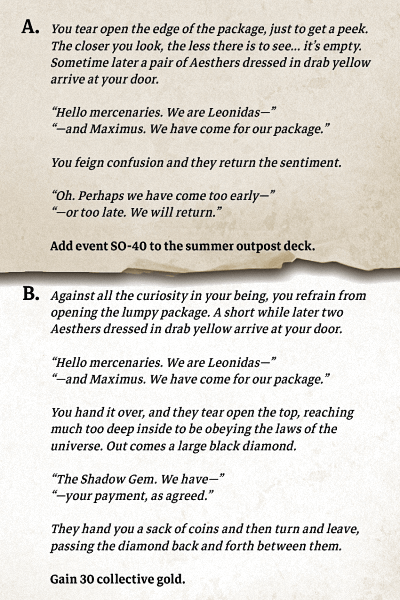 A. You tear open the edge of the package, just to get a peek.
The closer you look, the less there is to see... it's empty.
Sometime later a pair of Aesthers dressed in drab yellow
arrive at your door.
“Hello mercenaries. We are Leonidas—”
“—and Maximus. We have come for our package.”
You feign confusion and they return the sentiment.
“Oh. Perhaps we have come too early—”
“—or too late. We will return.”
Add event SO-40 to the summer outpost deck.
B. Against all the curiosity in your being, you refrain from
opening the lumpy package. A short while later two
Aesthers dressed in drab yellow arrive at your door.
“Hello mercenaries. We are Leonidas—”
“—and Maximus. We have come for our package.”
You hand it over, and they tear open the top, reaching
much too deep inside to be obeying the laws of the
universe. Out comes a large black diamond.
“The Shadow Gem. We have—”
“—your payment, as agreed.”
They hand you a sack of coins and then turn and leave,
passing the diamond back and forth between them.
Gain 30 collective gold.